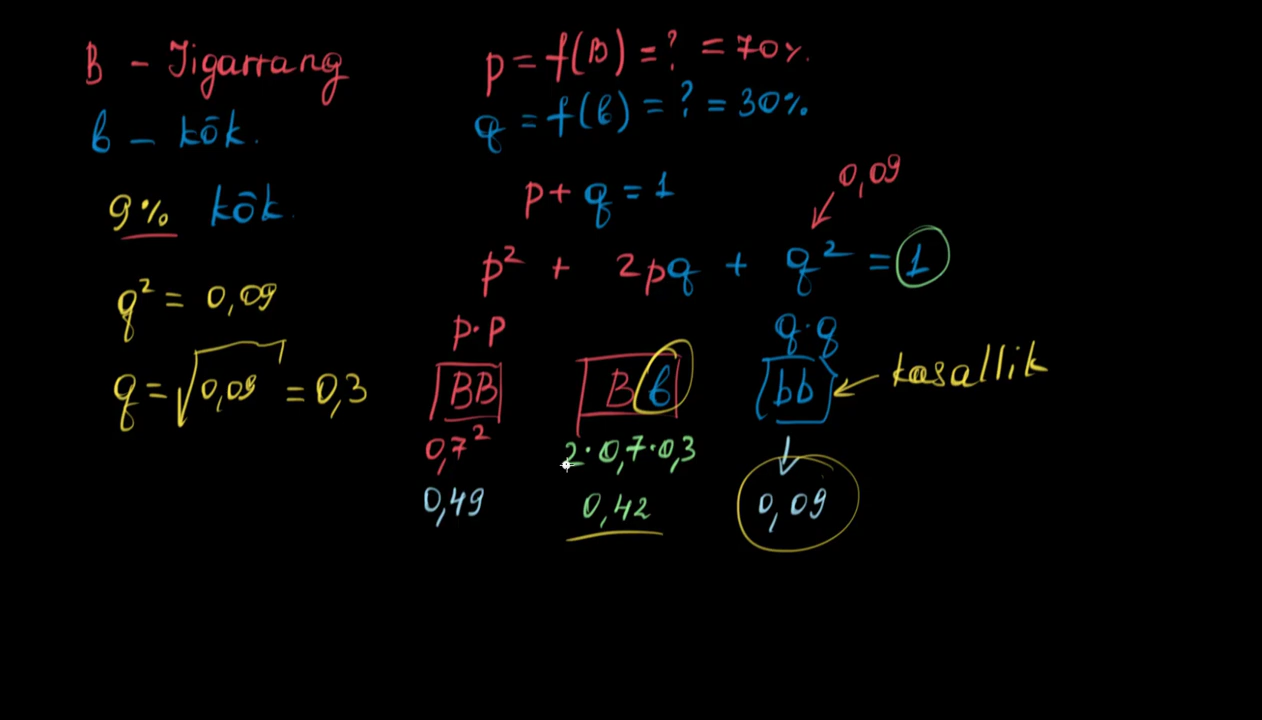 B - Jigarrang
b - kōk.
9% kōk.
q² = 0,09
q = √0,09 = 0,3
p = f(B) = ? = 70%.
q = f(b) = ? = 30%.
p + q = 1
0,09
p² + 2pq + q² = 1
p·p q·q
BB Bb bb kasallik
0,7² 2·0,7·0,3
0,49 0,42 0,09